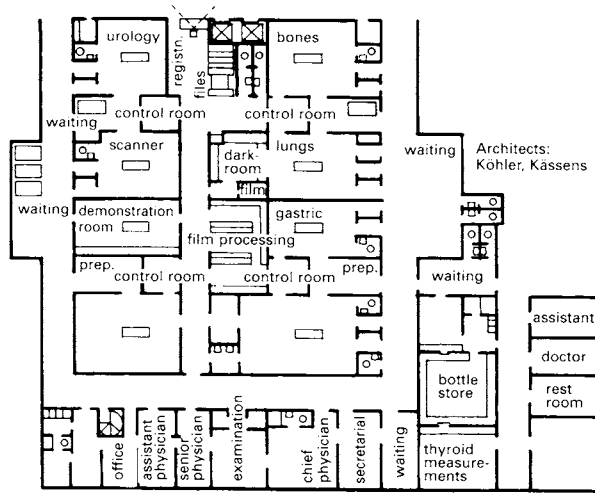 urology
registn.
files
bones
control room
control room
waiting
scanner
dark-
room
lungs
waiting
Architects:
Köhler, Kässens
film
waiting
demonstration
room
gastric
film processing
prep.
control room
control room
prep.
waiting
assistant
doctor
bottle
store
rest
room
office
assistant
physician
senior
physician
examination
chief
physician
secretarial
waiting
thyroid
measure-
ments